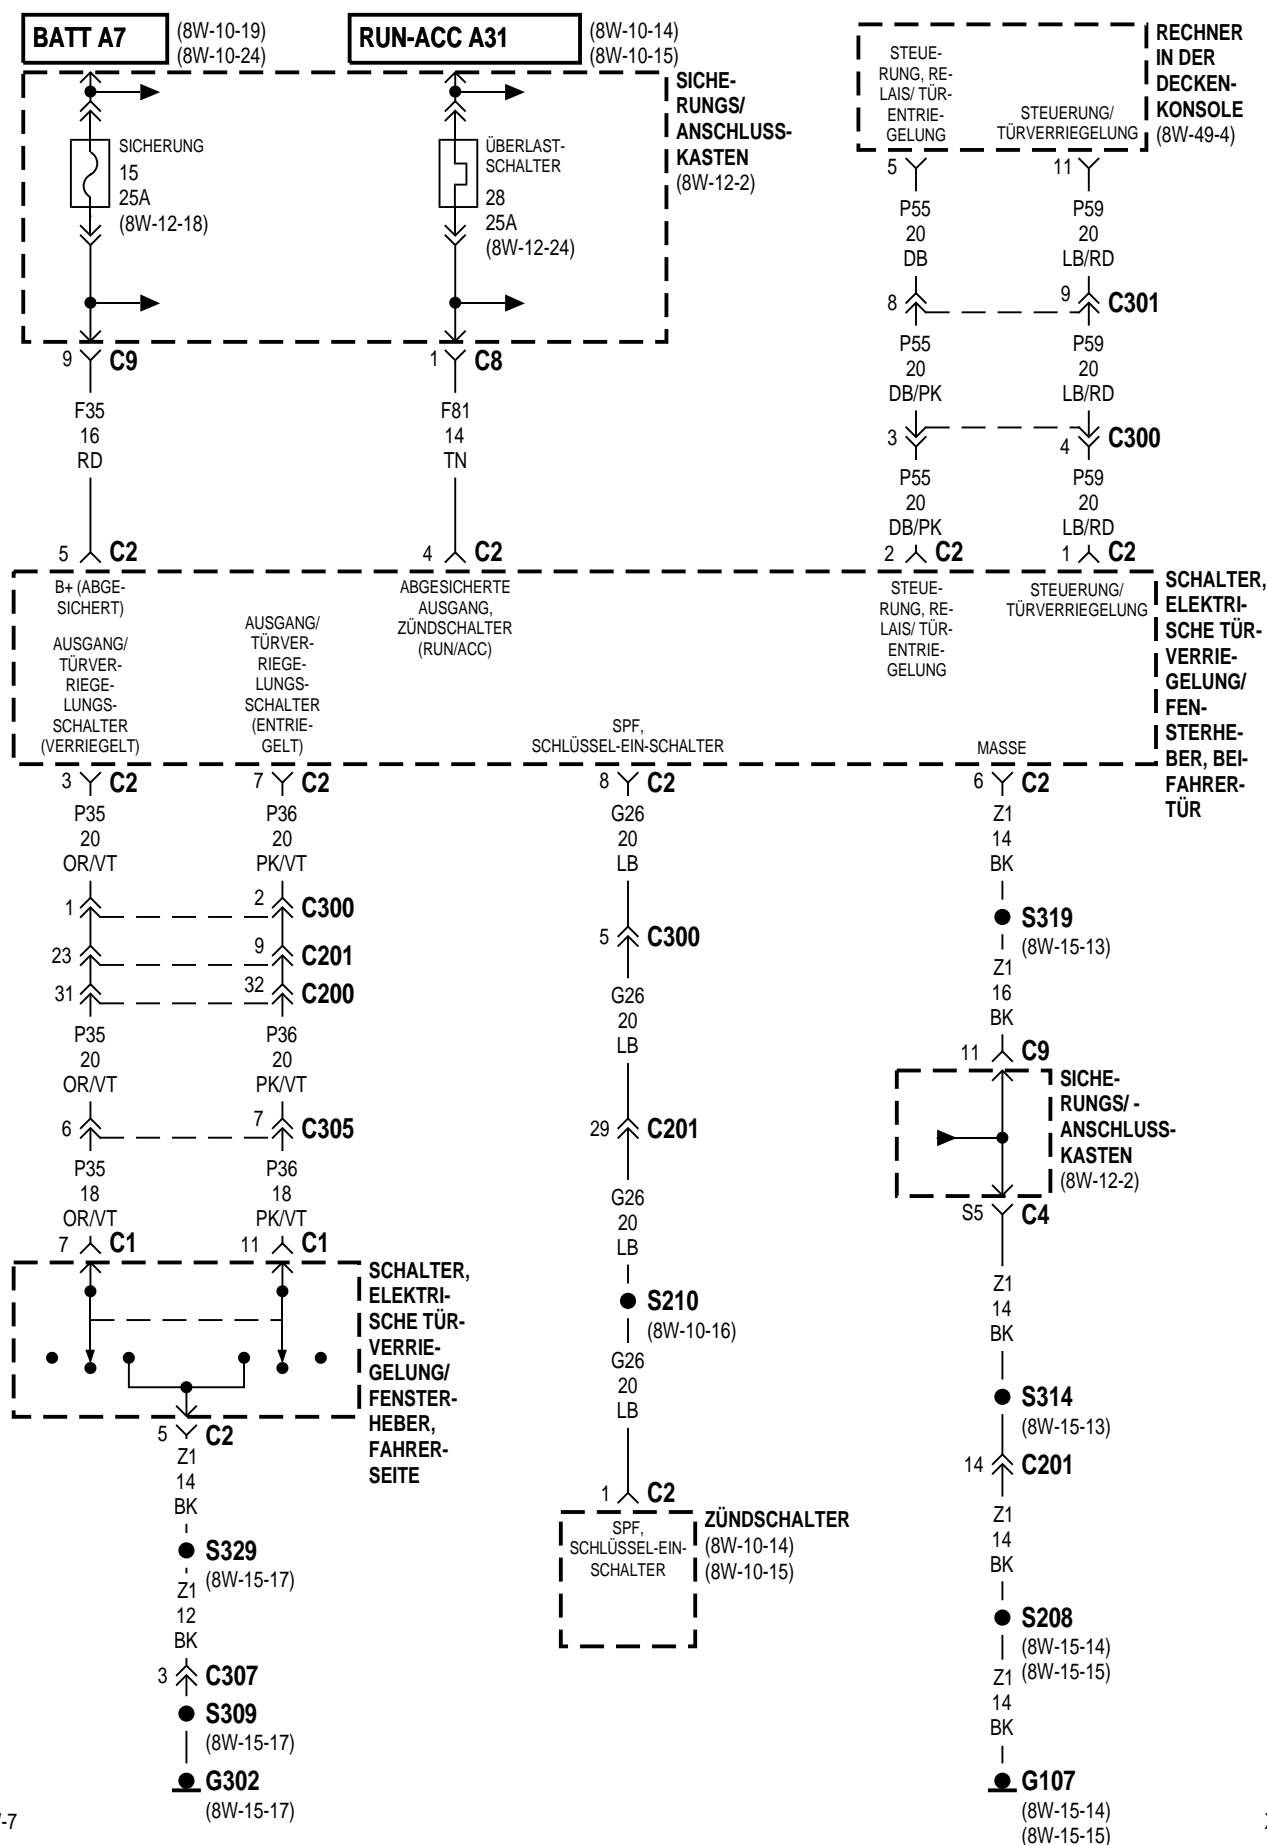 BATT A7
(8W-10-19)
(8W-10-24)
RUN-ACC A31
(8W-10-14)
(8W-10-15)
SICHE-
RUNGS/
ANSCHLUSS-
KASTEN
(8W-12-2)
SICHERUNG
15
25A
(8W-12-18)
ÜBERLAST-
SCHALTER
28
25A
(8W-12-24)
RECHNER
IN DER
DECKEN-
KONSOLE
(8W-49-4)
STEUE-
RUNG, RE-
LAIS/ TÜR-
ENTRIE-
GELUNG
STEUERUNG/
TÜRVERRIEGELUNG
5
11
P55
20
DB
P59
20
LB/RD
8
9
C301
P55
20
DB/PK
P59
20
LB/RD
3
4
C300
P55
20
DB/PK
P59
20
LB/RD
9
C9
F35
16
RD
1
C8
F81
14
TN
5
C2
4
C2
2
C2
1
C2
B+ (ABGE-
SICHERT)
AUSGANG/
TÜRVER-
RIEGE-
LUNGS-
SCHALTER
(VERRIEGELT)
AUSGANG/
TÜRVER-
RIEGE-
LUNGS-
SCHALTER
(ENTRIE-
GELT)
ABGESICHERTE
AUSGANG,
ZÜNDSCHALTER
(RUN/ACC)
STEUE-
RUNG, RE-
LAIS/ TÜR-
ENTRIE-
GELUNG
STEUERUNG/
TÜRVERRIEGELUNG
SPF,
SCHLÜSSEL-EIN-SCHALTER
MASSE
SCHALTER,
ELEKTRI-
SCHE TÜR-
VERRIE-
GELUNG/
FEN-
STERHE-
BER, BEI-
FAHRER-
TÜR
3
C2
7
C2
8
C2
6
C2
P35
20
OR/VT
P36
20
PK/VT
1
2
C300
23
9
C201
31
32
C200
P35
20
OR/VT
P36
20
PK/VT
6
7
C305
P35
18
OR/VT
P36
18
PK/VT
7
C1
11
C1
SCHALTER,
ELEKTRI-
SCHE TÜR-
VERRIE-
GELUNG/
FENSTER-
HEBER,
FAHRER-
SEITE
5
C2
Z1
14
BK
S329
(8W-15-17)
Z1
12
BK
3
C307
S309
(8W-15-17)
G302
(8W-15-17)
G26
20
LB
5
C300
G26
20
LB
29
C201
G26
20
LB
S210
(8W-10-16)
G26
20
LB
1
C2
SPF,
SCHLÜSSEL-EIN-
SCHALTER
ZÜNDSCHALTER
(8W-10-14)
(8W-10-15)
Z1
14
BK
S319
(8W-15-13)
Z1
16
BK
11
C9
SICHE-
RUNGS/ -
ANSCHLUSS-
KASTEN
(8W-12-2)
S5
C4
Z1
14
BK
S314
(8W-15-13)
14
C201
Z1
14
BK
S208
(8W-15-14)
(8W-15-15)
Z1
14
BK
G107
(8W-15-14)
(8W-15-15)
-7